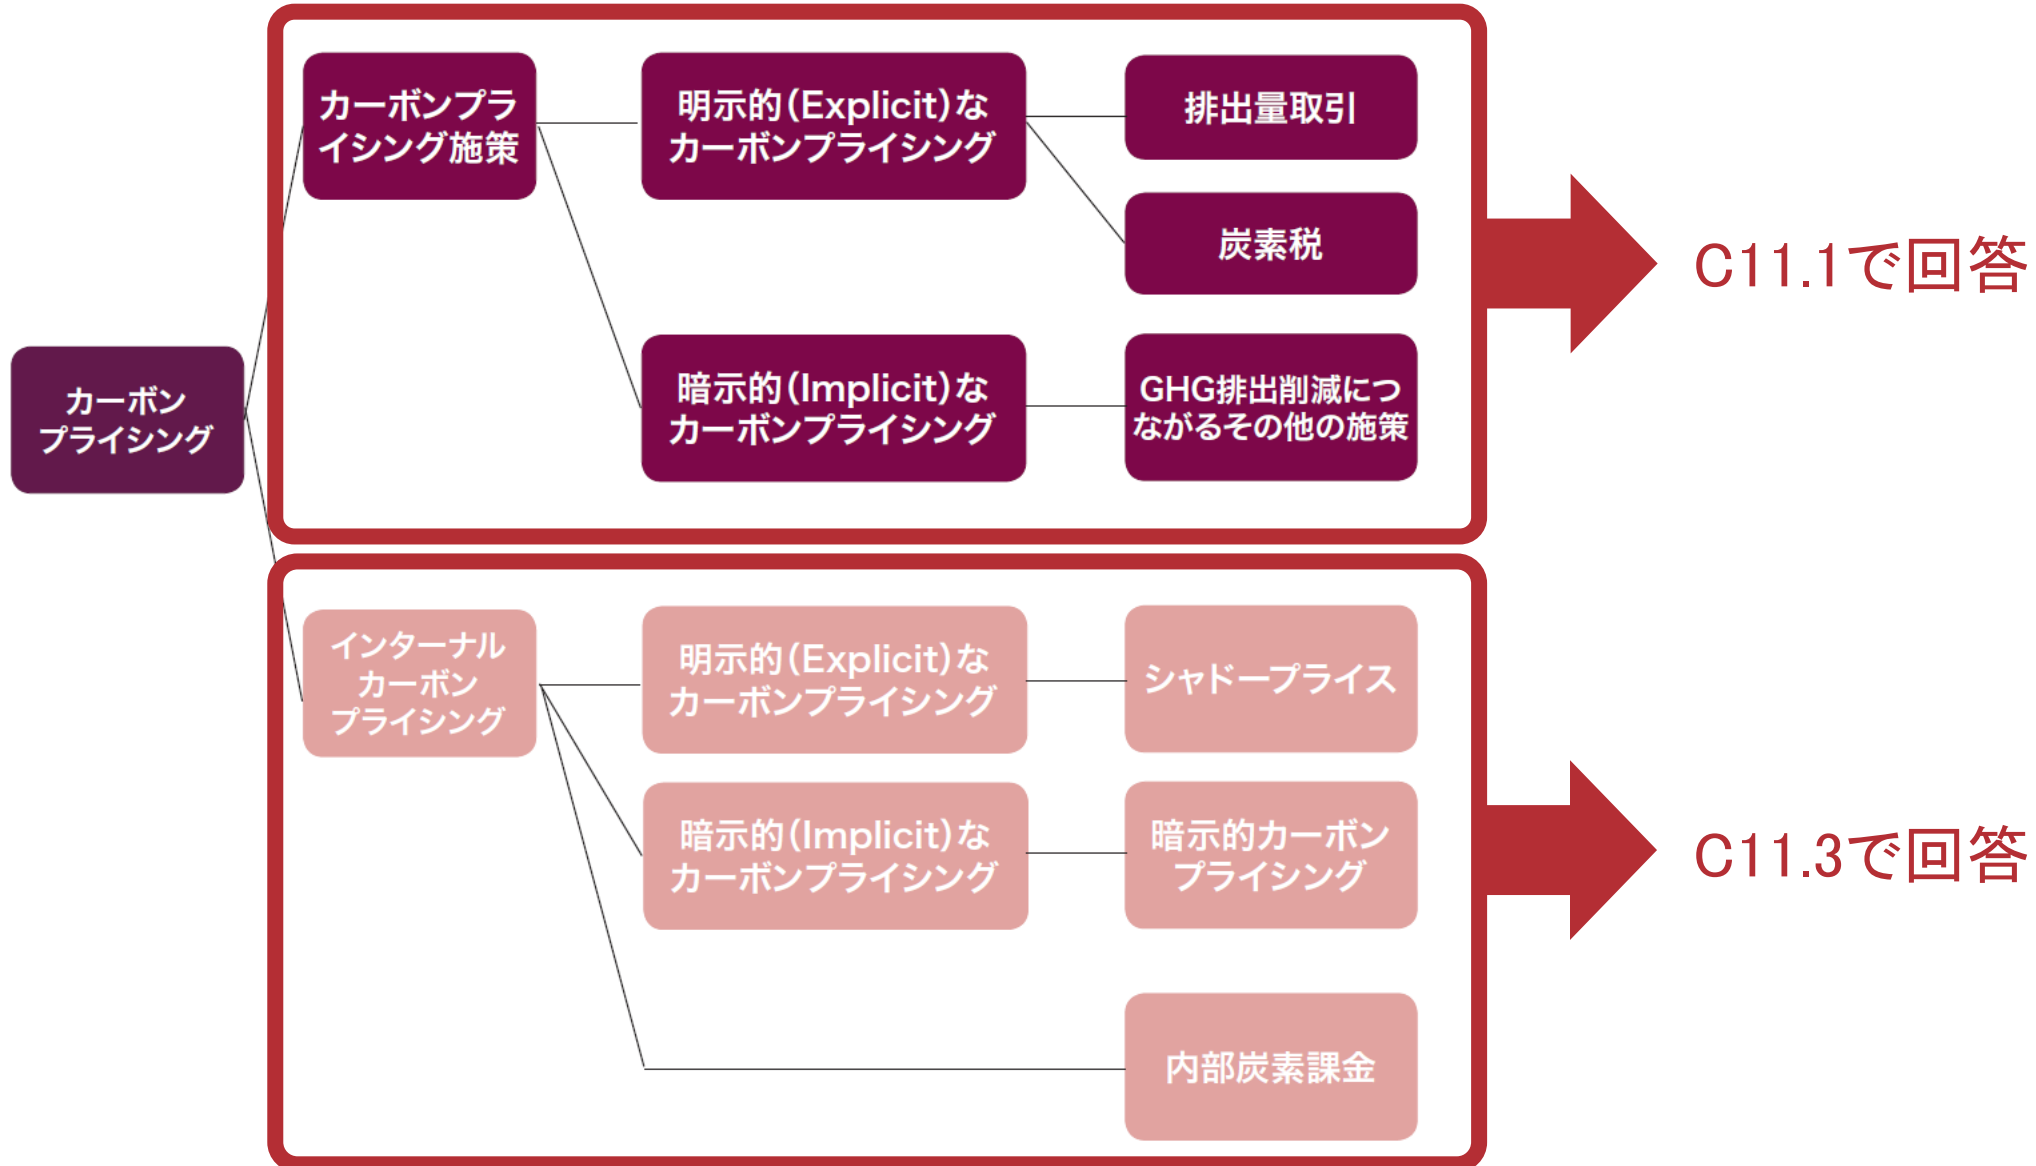 カーボンプラ
イシング施策
明示的(Explicit)な
カーボンプライシング
排出量取引
炭素税
C11.1で回答
カーボン
プライシング
暗示的(Implicit)な
カーボンプライシング
GHG排出削減につ
ながるその他の施策
インターナル
カーボン
プライシング
明示的(Explicit)な
カーボンプライシング
シャドープライス
暗示的(Implicit)な
カーボンプライシング
暗示的カーボン
プライシング
C11.3で回答
内部炭素課金